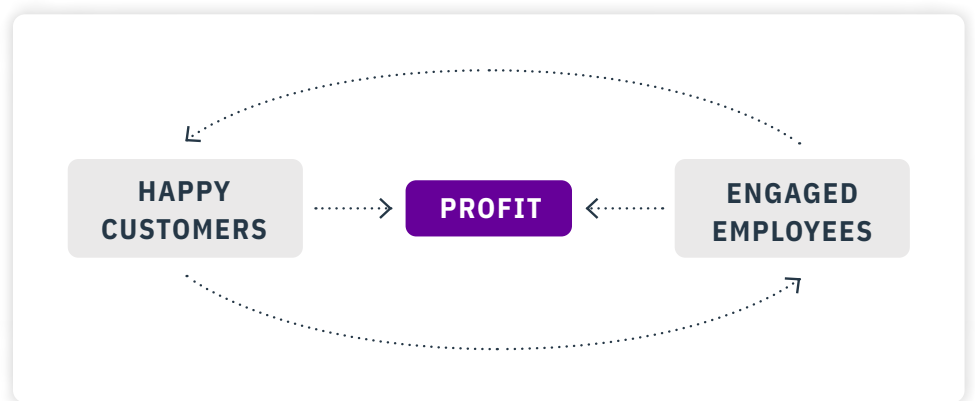 HAPPY
CUSTOMERS
PROFIT
ENGAGED
EMPLOYEES